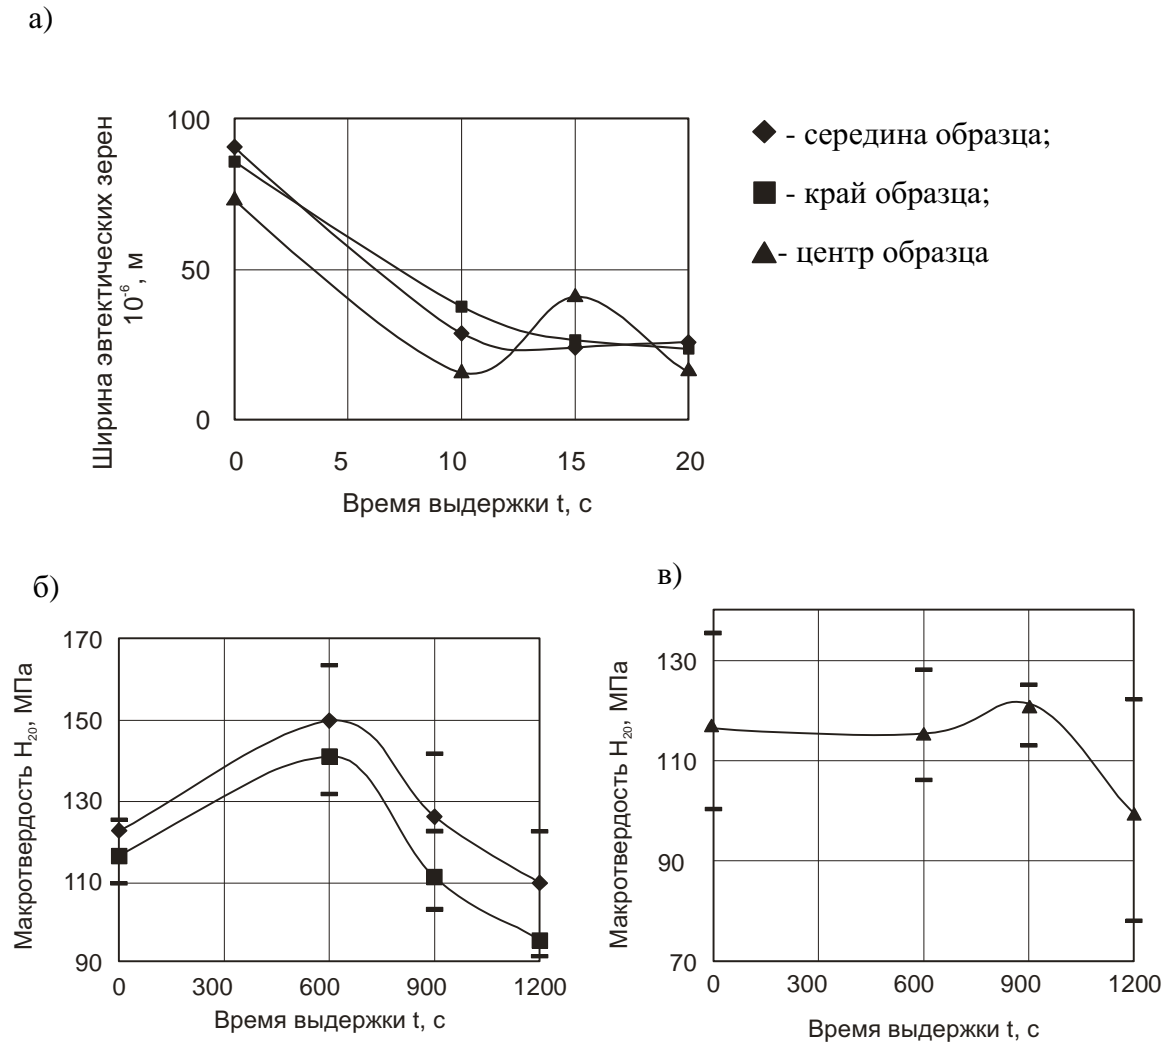 а)
100
50
0
Ширина эвтектических зерен
10⁻⁶, м
0 5 10 15 20
Время выдержки t, с
- середина образца;
- край образца;
- центр образца
б)
170
150
130
110
90
Макротвердость H₂₀, МПа
0 300 600 900 1200
Время выдержки t, с
в)
130
110
90
70
Макротвердость H₂₀, МПа
0 300 600 900 1200
Время выдержки t, с